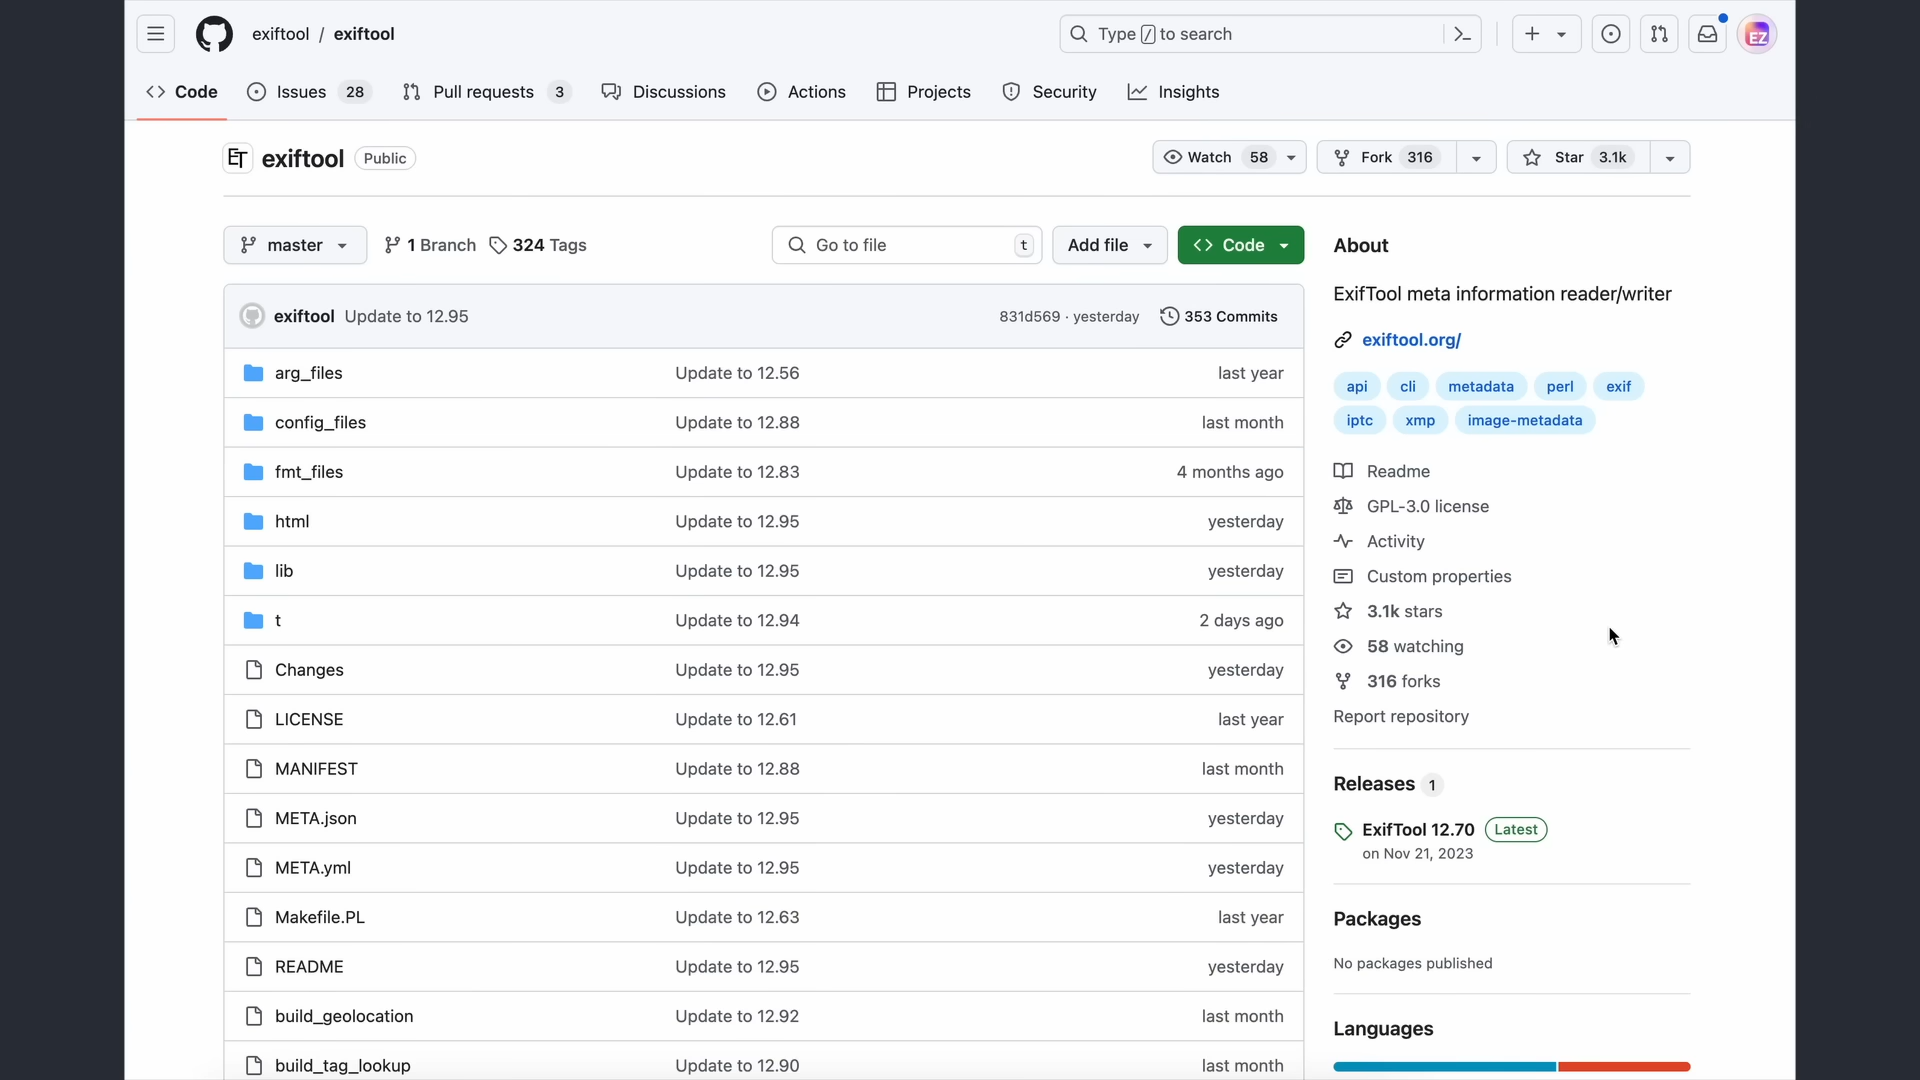 exiftool / exiftool
Type / to search
EZ
Code
Issues 28
Pull requests 3
Discussions
Actions
Projects
Security
Insights
ET exiftool Public
Watch 58
Fork 316
Star 3.1k
master
1 Branch
324 Tags
Go to file t
Add file
Code
exiftool Update to 12.95 831d569 · yesterday 353 Commits
arg_files Update to 12.56 last year
config_files Update to 12.88 last month
fmt_files Update to 12.83 4 months ago
html Update to 12.95 yesterday
lib Update to 12.95 yesterday
t Update to 12.94 2 days ago
Changes Update to 12.95 yesterday
LICENSE Update to 12.61 last year
MANIFEST Update to 12.88 last month
META.json Update to 12.95 yesterday
META.yml Update to 12.95 yesterday
Makefile.PL Update to 12.63 last year
README Update to 12.95 yesterday
build_geolocation Update to 12.92 last month
build_tag_lookup Update to 12.90 last month
About
ExifTool meta information reader/writer
exiftool.org/
api cli metadata perl exif
iptc xmp image-metadata
Readme
GPL-3.0 license
Activity
Custom properties
3.1k stars
58 watching
316 forks
Report repository
Releases 1
ExifTool 12.70 Latest
on Nov 21, 2023
Packages
No packages published
Languages